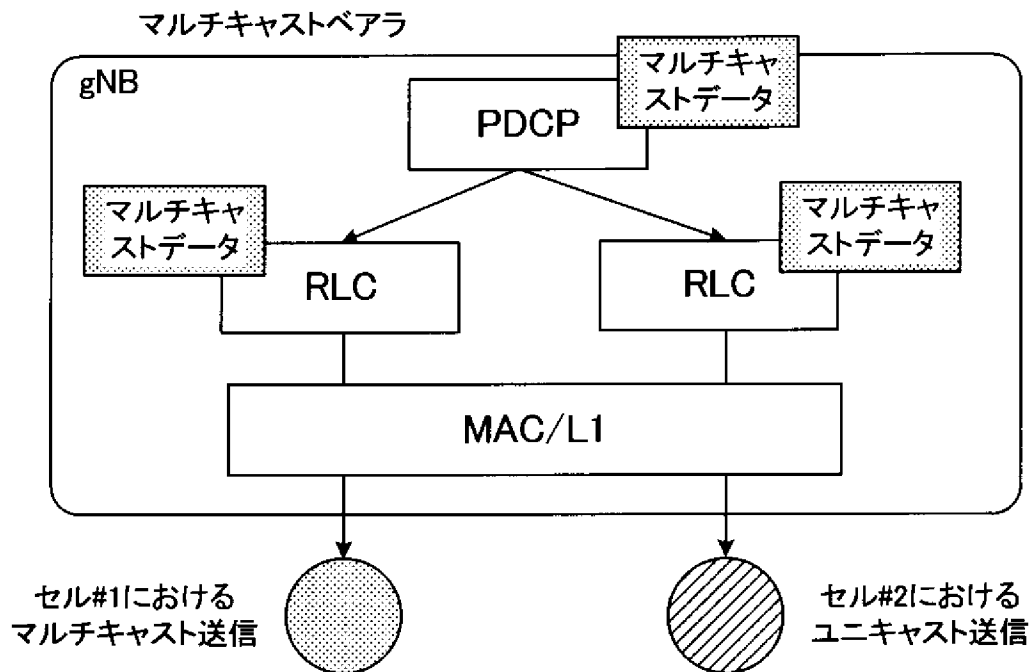 マルチキャストベアラ
gNB
マルチキャ
ストデータ
PDCP
マルチキャ
ストデータ
マルチキャ
ストデータ
RLC
RLC
MAC/L1
セル#1における
マルチキャスト送信
セル#2における
ユニキャスト送信